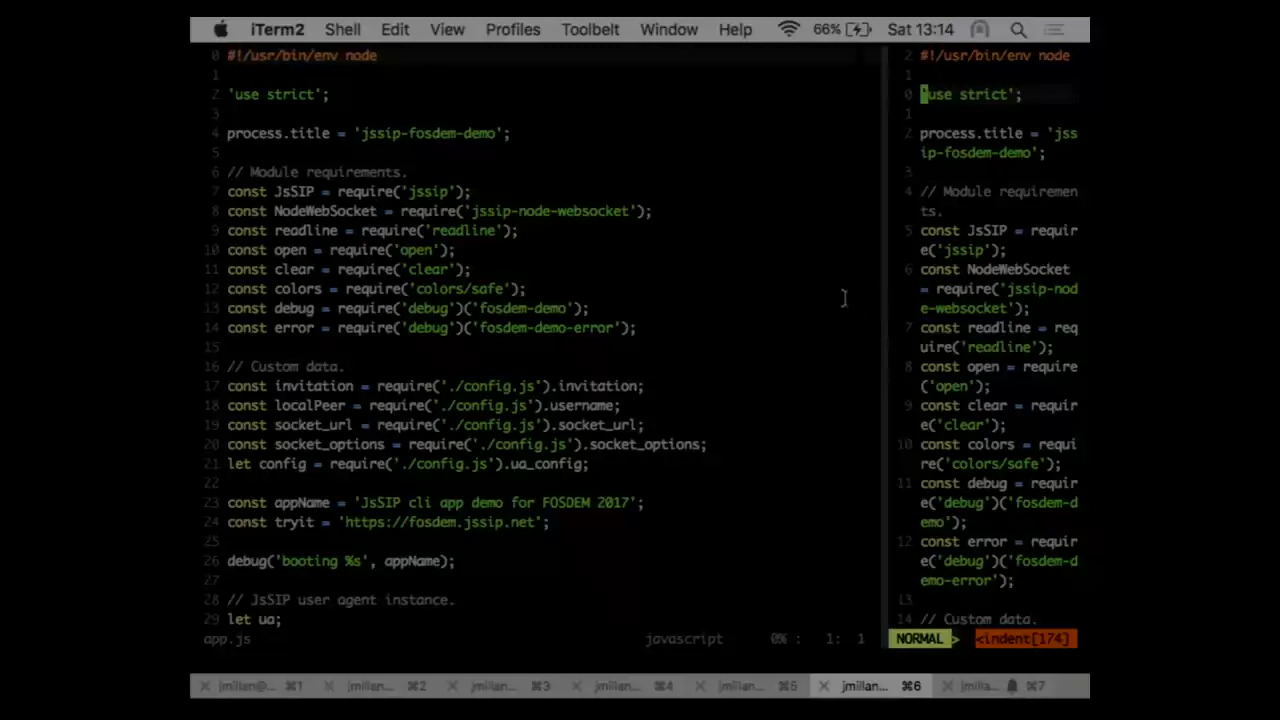 iTerm2 Shell Edit View Profiles Toolbelt Window Help 66% Sat 13:14
0 #!/usr/bin/env node
1
2 'use strict';
3
4 process.title = 'jssip-fosdem-demo';
5
6 // Module requirements.
7 const JsSIP = require('jssip');
8 const NodeWebSocket = require('jssip-node-websocket');
9 const readline = require('readline');
10 const open = require('open');
11 const clear = require('clear');
12 const colors = require('colors/safe');
13 const debug = require('debug')('fosdem-demo');
14 const error = require('debug')('fosdem-demo-error');
15
16 // Custom data.
17 const invitation = require('./config.js').invitation;
18 const localPeer = require('./config.js').username;
19 const socket_url = require('./config.js').socket_url;
20 const socket_options = require('./config.js').socket_options;
21 let config = require('./config.js').ua_config;
22
23 const appName = 'JsSIP cli app demo for FOSDEM 2017';
24 const tryit = 'https://fosdem.jssip.net';
25
26 debug('booting %s', appName);
27
28 // JsSIP user agent instance.
29 let ua;
app.js javascript 0% : 1: 1
2 #!/usr/bin/env node
1
0 'use strict';
1
2 process.title = 'jss
ip-fosdem-demo';
3
4 // Module requiremen
ts.
5 const JsSIP = requir
e('jssip');
6 const NodeWebSocket
= require('jssip-nod
e-websocket');
7 const readline = req
uire('readline');
8 const open = require
('open');
9 const clear = requir
e('clear');
10 const colors = requi
re('colors/safe');
11 const debug = requir
e('debug')('fosdem-d
emo');
12 const error = requir
e('debug')('fosdem-d
emo-error');
13
14 // Custom data.
NORMAL > <indent[174]
jmillan@... ⌘1 jmillan... ⌘2 jmillan... ⌘3 jmillan... ⌘4 jmillan... ⌘5 jmillan... ⌘6 jmilla... ⌘7